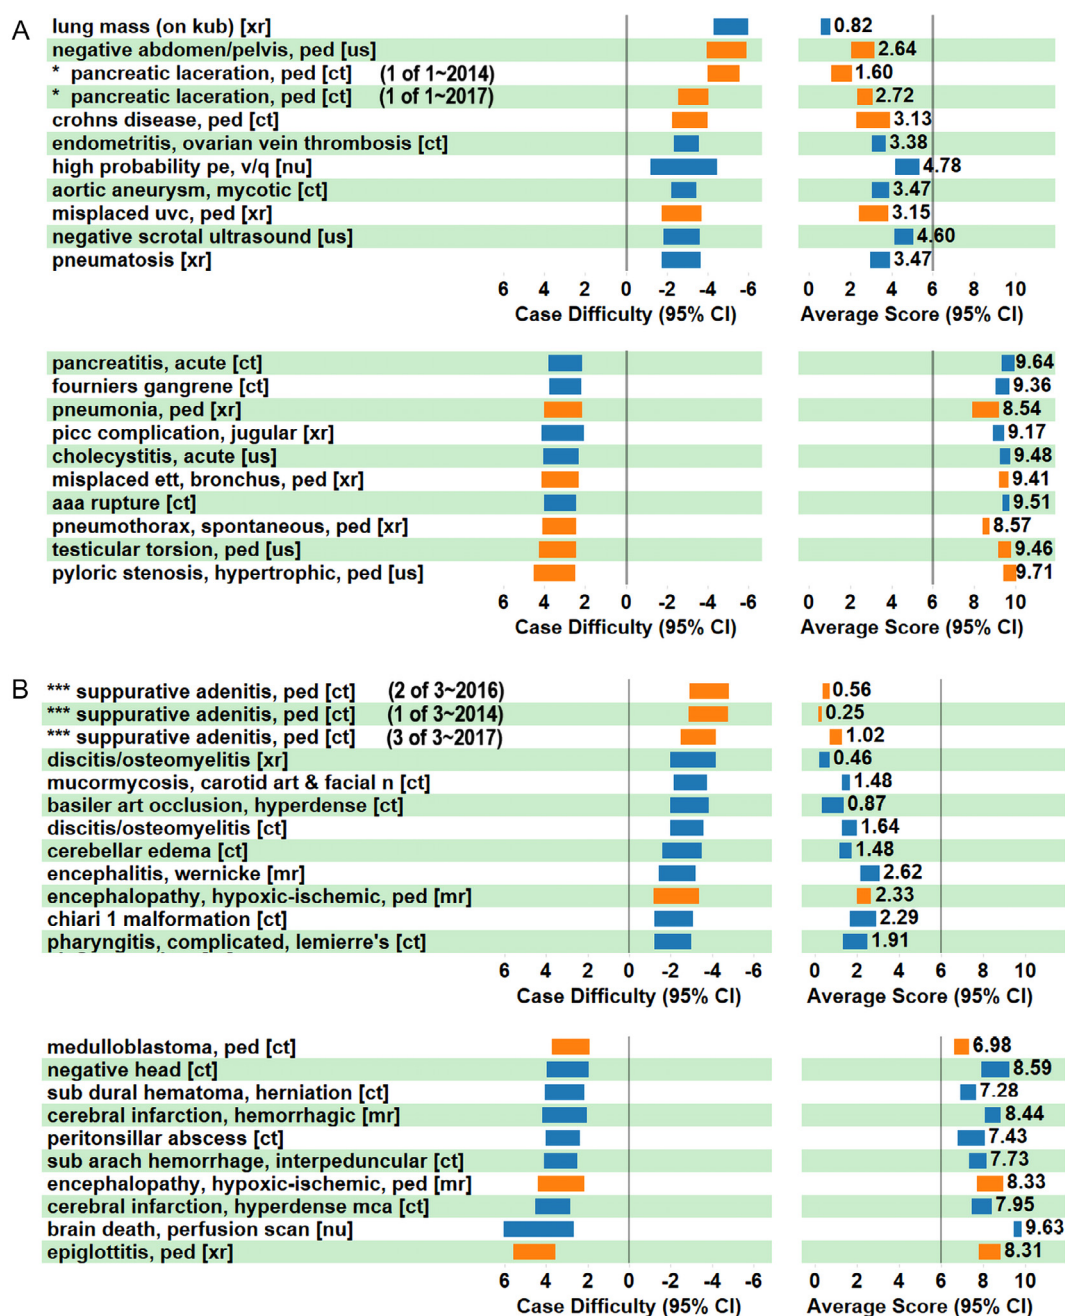 A
lung mass (on kub) [xr] 0.82
negative abdomen/pelvis, ped [us] 2.64
* pancreatic laceration, ped [ct] (1 of 1~2014) 1.60
* pancreatic laceration, ped [ct] (1 of 1~2017) 2.72
crohns disease, ped [ct] 3.13
endometritis, ovarian vein thrombosis [ct] 3.38
high probability pe, v/q [nu] 4.78
aortic aneurysm, mycotic [ct] 3.47
misplaced uvc, ped [xr] 3.15
negative scrotal ultrasound [us] 4.60
pneumatosis [xr] 3.47
6 4 2 0 -2 -4 -6 0 2 4 6 8 10
Case Difficulty (95% CI) Average Score (95% CI)
pancreatitis, acute [ct] 9.64
fourniers gangrene [ct] 9.36
pneumonia, ped [xr] 8.54
picc complication, jugular [xr] 9.17
cholecystitis, acute [us] 9.48
misplaced ett, bronchus, ped [xr] 9.41
aaa rupture [ct] 9.51
pneumothorax, spontaneous, ped [xr] 8.57
testicular torsion, ped [us] 9.46
pyloric stenosis, hypertrophic, ped [us] 9.71
6 4 2 0 -2 -4 -6 0 2 4 6 8 10
Case Difficulty (95% CI) Average Score (95% CI)
B
*** suppurative adenitis, ped [ct] (2 of 3~2016) 0.56
*** suppurative adenitis, ped [ct] (1 of 3~2014) 0.25
*** suppurative adenitis, ped [ct] (3 of 3~2017) 1.02
discitis/osteomyelitis [xr] 0.46
mucormycosis, carotid art & facial n [ct] 1.48
basiler art occlusion, hyperdense [ct] 0.87
discitis/osteomyelitis [ct] 1.64
cerebellar edema [ct] 1.48
encephalitis, wernicke [mr] 2.62
encephalopathy, hypoxic-ischemic, ped [mr] 2.33
chiari 1 malformation [ct] 2.29
pharyngitis, complicated, lemierre's [ct] 1.91
6 4 2 0 -2 -4 -6 0 2 4 6 8 10
Case Difficulty (95% CI) Average Score (95% CI)
medulloblastoma, ped [ct] 6.98
negative head [ct] 8.59
sub dural hematoma, herniation [ct] 7.28
cerebral infarction, hemorrhagic [mr] 8.44
peritonsillar abscess [ct] 7.43
sub arach hemorrhage, interpeduncular [ct] 7.73
encephalopathy, hypoxic-ischemic, ped [mr] 8.33
cerebral infarction, hyperdense mca [ct] 7.95
brain death, perfusion scan [nu] 9.63
epiglottitis, ped [xr] 8.31
6 4 2 0 -2 -4 -6 0 2 4 6 8 10
Case Difficulty (95% CI) Average Score (95% CI)